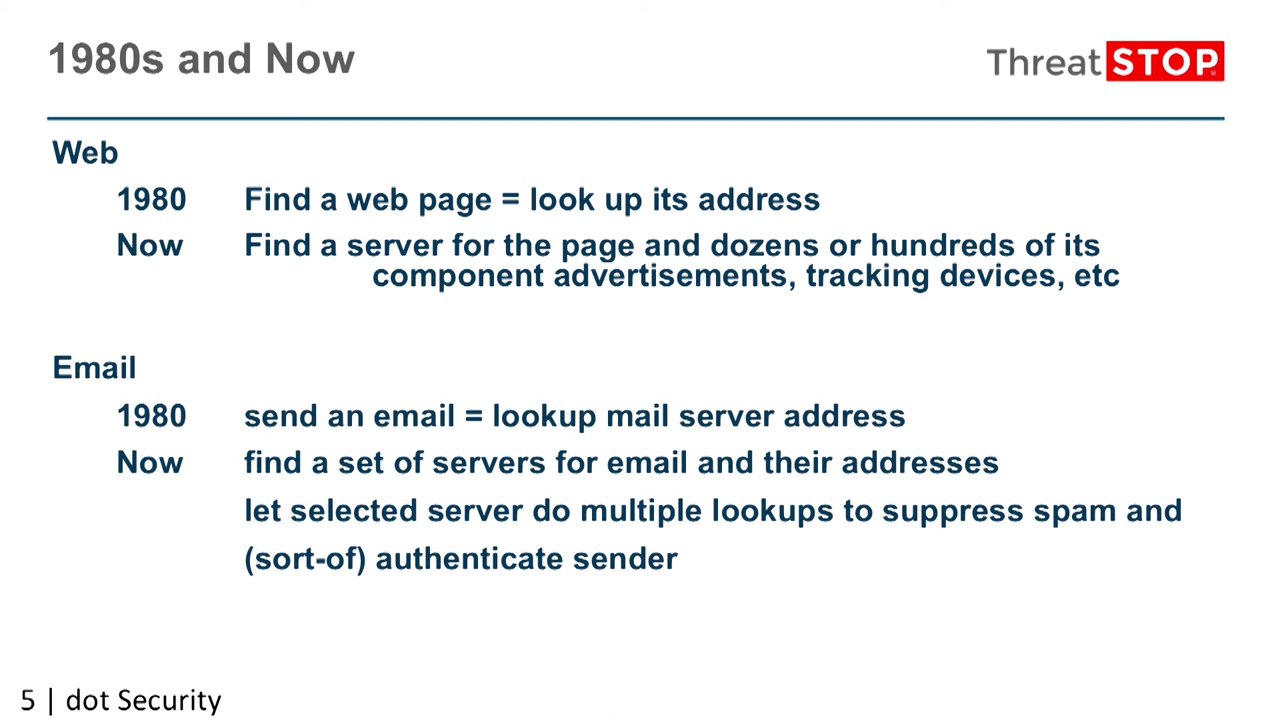 1980s and Now
ThreatSTOP
Web
1980 Find a web page = look up its address
Now Find a server for the page and dozens or hundreds of its
component advertisements, tracking devices, etc
Email
1980 send an email = lookup mail server address
Now find a set of servers for email and their addresses
let selected server do multiple lookups to suppress spam and
(sort-of) authenticate sender
5 | dot Security